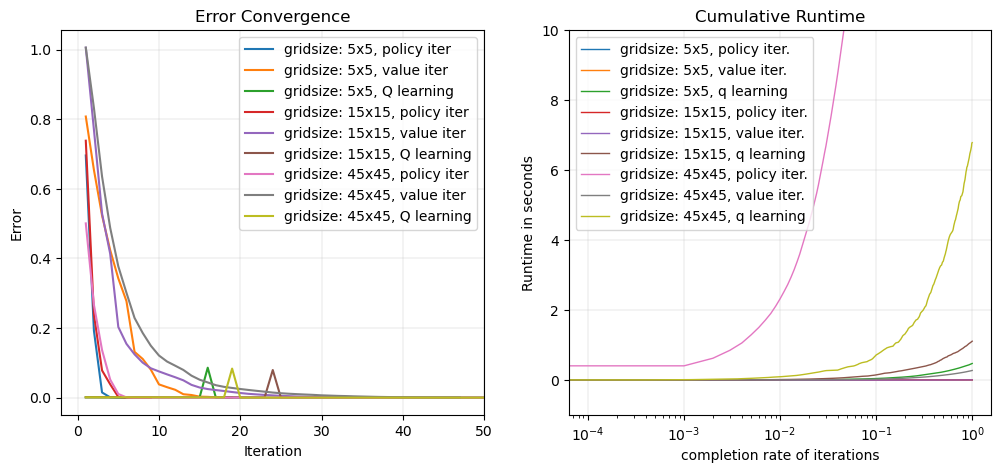 Error Convergence
gridsize: 5x5, policy iter
gridsize: 5x5, value iter
gridsize: 5x5, Q learning
gridsize: 15x15, policy iter
gridsize: 15x15, value iter
gridsize: 15x15, Q learning
gridsize: 45x45, policy iter
gridsize: 45x45, value iter
gridsize: 45x45, Q learning
Error
1.0
0.8
0.6
0.4
0.2
0.0
0 10 20 30 40 50
Iteration
Cumulative Runtime
gridsize: 5x5, policy iter.
gridsize: 5x5, value iter.
gridsize: 5x5, q learning
gridsize: 15x15, policy iter.
gridsize: 15x15, value iter.
gridsize: 15x15, q learning
gridsize: 45x45, policy iter.
gridsize: 45x45, value iter.
gridsize: 45x45, q learning
Runtime in seconds
10
8
6
4
2
0
10⁻⁴ 10⁻³ 10⁻² 10⁻¹ 10⁰
completion rate of iterations